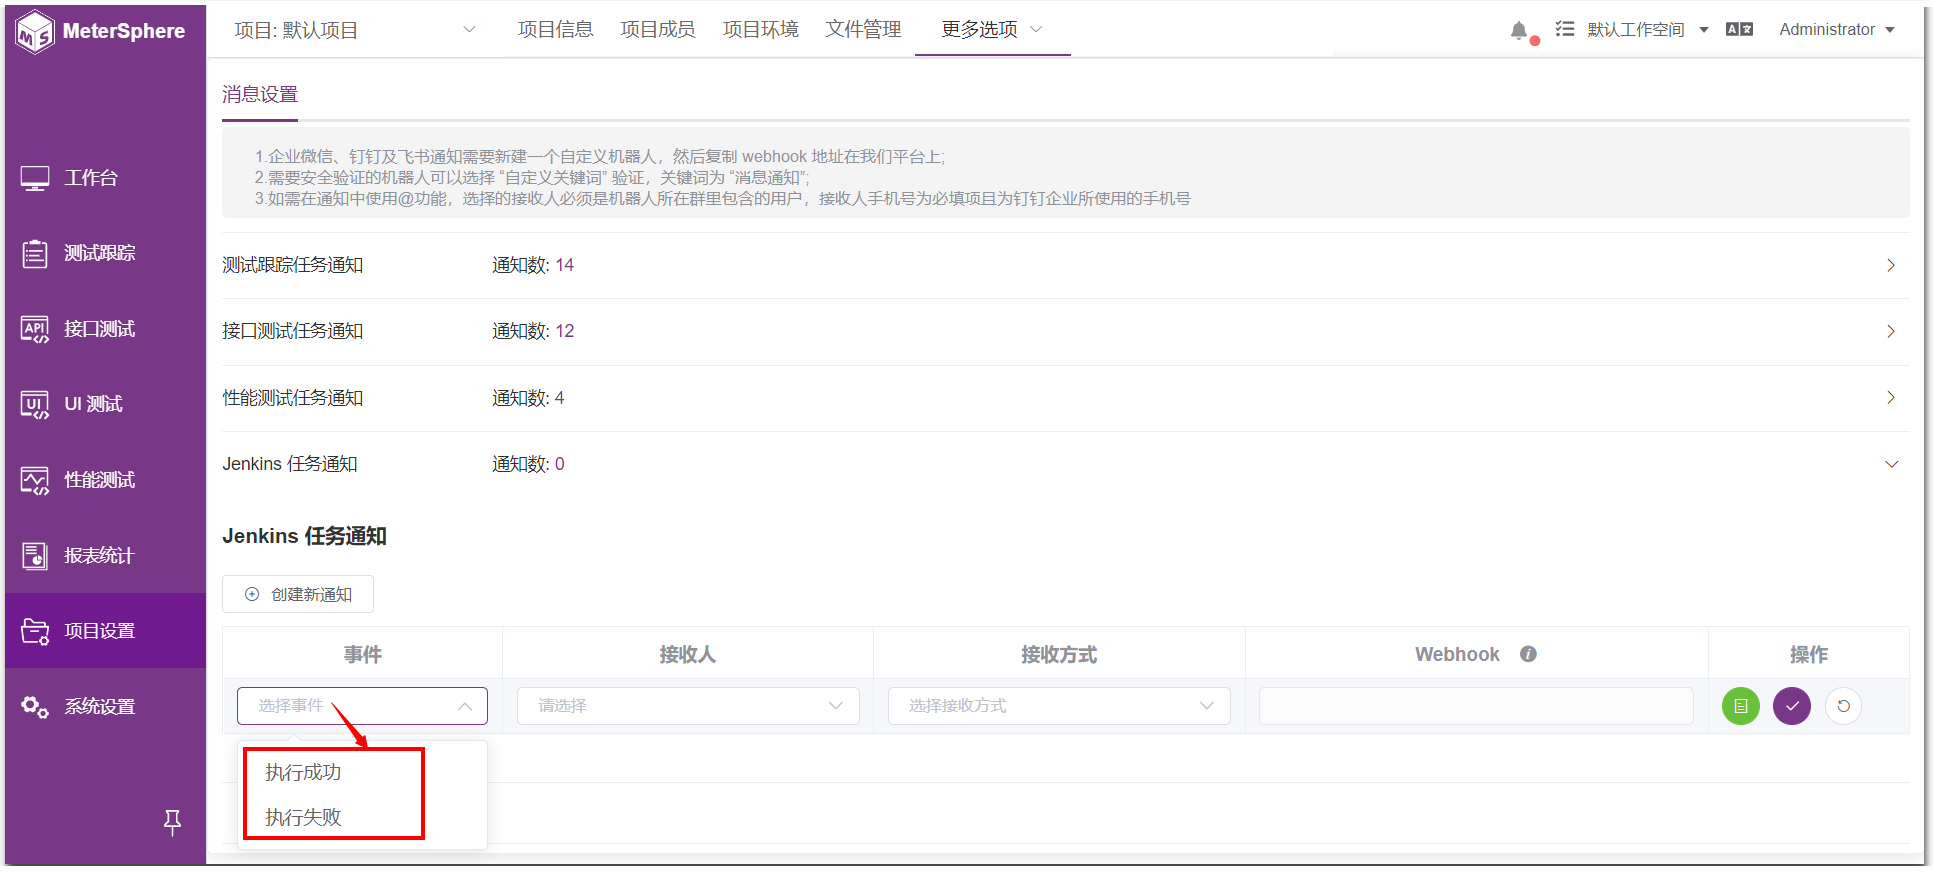 MeterSphere
项目: 默认项目
项目信息
项目成员
项目环境
文件管理
更多选项
默认工作空间
Administrator
工作台
测试跟踪
接口测试
UI 测试
性能测试
报表统计
项目设置
系统设置
消息设置
1.企业微信、钉钉及飞书通知需要新建一个自定义机器人，然后复制 webhook 地址在我们平台上;
2.需要安全验证的机器人可以选择 “自定义关键词” 验证，关键词为 “消息通知”;
3.如需在通知中使用@功能，选择的接收人必须是机器人所在群里包含的用户，接收人手机号为必填项目为钉钉企业所使用的手机号
测试跟踪任务通知 通知数: 14
接口测试任务通知 通知数: 12
性能测试任务通知 通知数: 4
Jenkins 任务通知 通知数: 0
Jenkins 任务通知
创建新通知
事件 接收人 接收方式 Webhook 操作
选择事件 请选择 选择接收方式
执行成功
执行失败